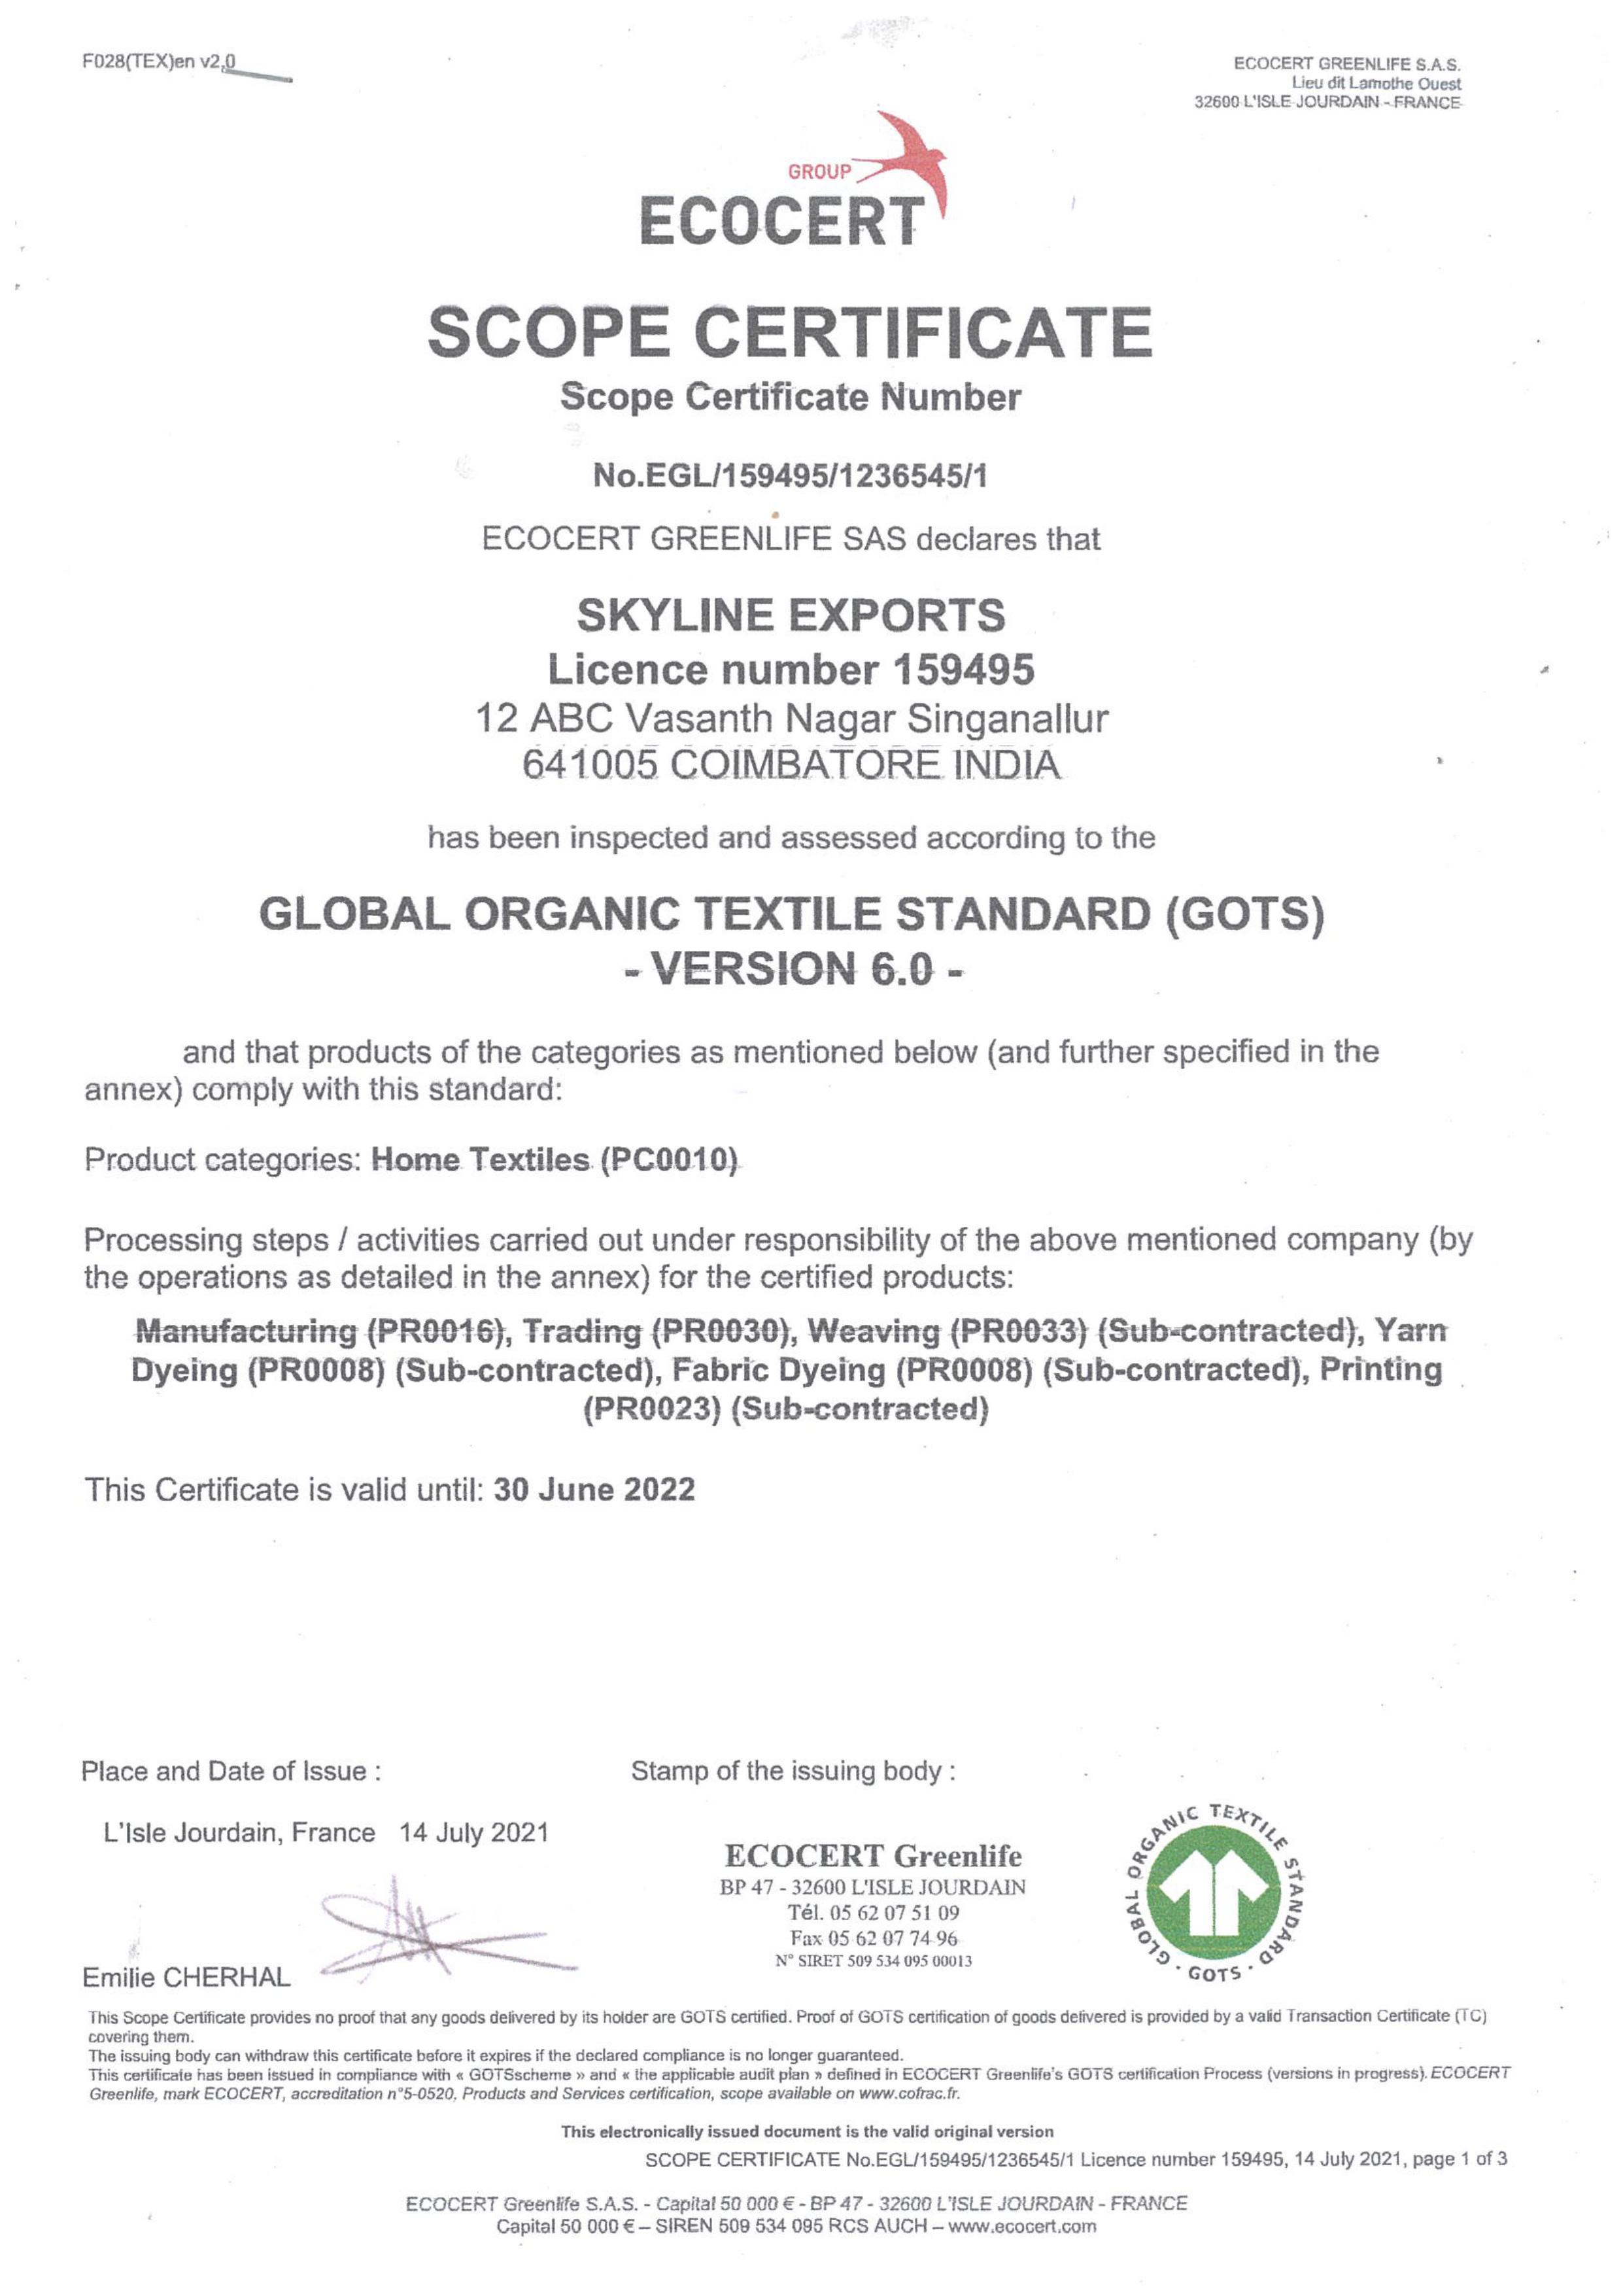 F028(TEX)en v2.0
ECOCERT GREENLIFE S.A.S.
Lieu dit Lamothe Ouest
32600 L'ISLE JOURDAIN - FRANCE
GROUP
ECOCERT
SCOPE CERTIFICATE
Scope Certificate Number
No.EGL/159495/1236545/1
ECOCERT GREENLIFE SAS declares that
SKYLINE EXPORTS
Licence number 159495
12 ABC Vasanth Nagar Singanallur
641005 COIMBATORE INDIA
has been inspected and assessed according to the
GLOBAL ORGANIC TEXTILE STANDARD (GOTS)
- VERSION 6.0 -
and that products of the categories as mentioned below (and further specified in the
annex) comply with this standard:
Product categories: Home Textiles (PC0010)
Processing steps / activities carried out under responsibility of the above mentioned company (by
the operations as detailed in the annex) for the certified products:
Manufacturing (PR0016), Trading (PR0030), Weaving (PR0033) (Sub-contracted), Yarn
Dyeing (PR0008) (Sub-contracted), Fabric Dyeing (PR0008) (Sub-contracted), Printing
(PR0023) (Sub-contracted)
This Certificate is valid until: 30 June 2022
Place and Date of Issue :
Stamp of the issuing body :
L'Isle Jourdain, France 14 July 2021
ECOCERT Greenlife
BP 47 - 32600 L'ISLE JOURDAIN
Tél. 05 62 07 51 09
Fax 05 62 07 74 96
N° SIRET 509 534 095 00013
GLOBAL ORGANIC TEXTILE STANDARD · GOTS ·
Emilie CHERHAL
This Scope Certificate provides no proof that any goods delivered by its holder are GOTS certified. Proof of GOTS certification of goods delivered is provided by a valid Transaction Certificate (TC)
covering them.
The issuing body can withdraw this certificate before it expires if the declared compliance is no longer guaranteed.
This certificate has been issued in compliance with « GOTSscheme » and « the applicable audit plan » defined in ECOCERT Greenlife's GOTS certification Process (versions in progress). ECOCERT
Greenlife, mark ECOCERT, accreditation n°5-0520, Products and Services certification, scope available on www.cofrac.fr.
This electronically issued document is the valid original version
SCOPE CERTIFICATE No.EGL/159495/1236545/1 Licence number 159495, 14 July 2021, page 1 of 3
ECOCERT Greenlife S.A.S. - Capital 50 000 € - BP 47 - 32600 L'ISLE JOURDAIN - FRANCE
Capital 50 000 € – SIREN 509 534 095 RCS AUCH – www.ecocert.com